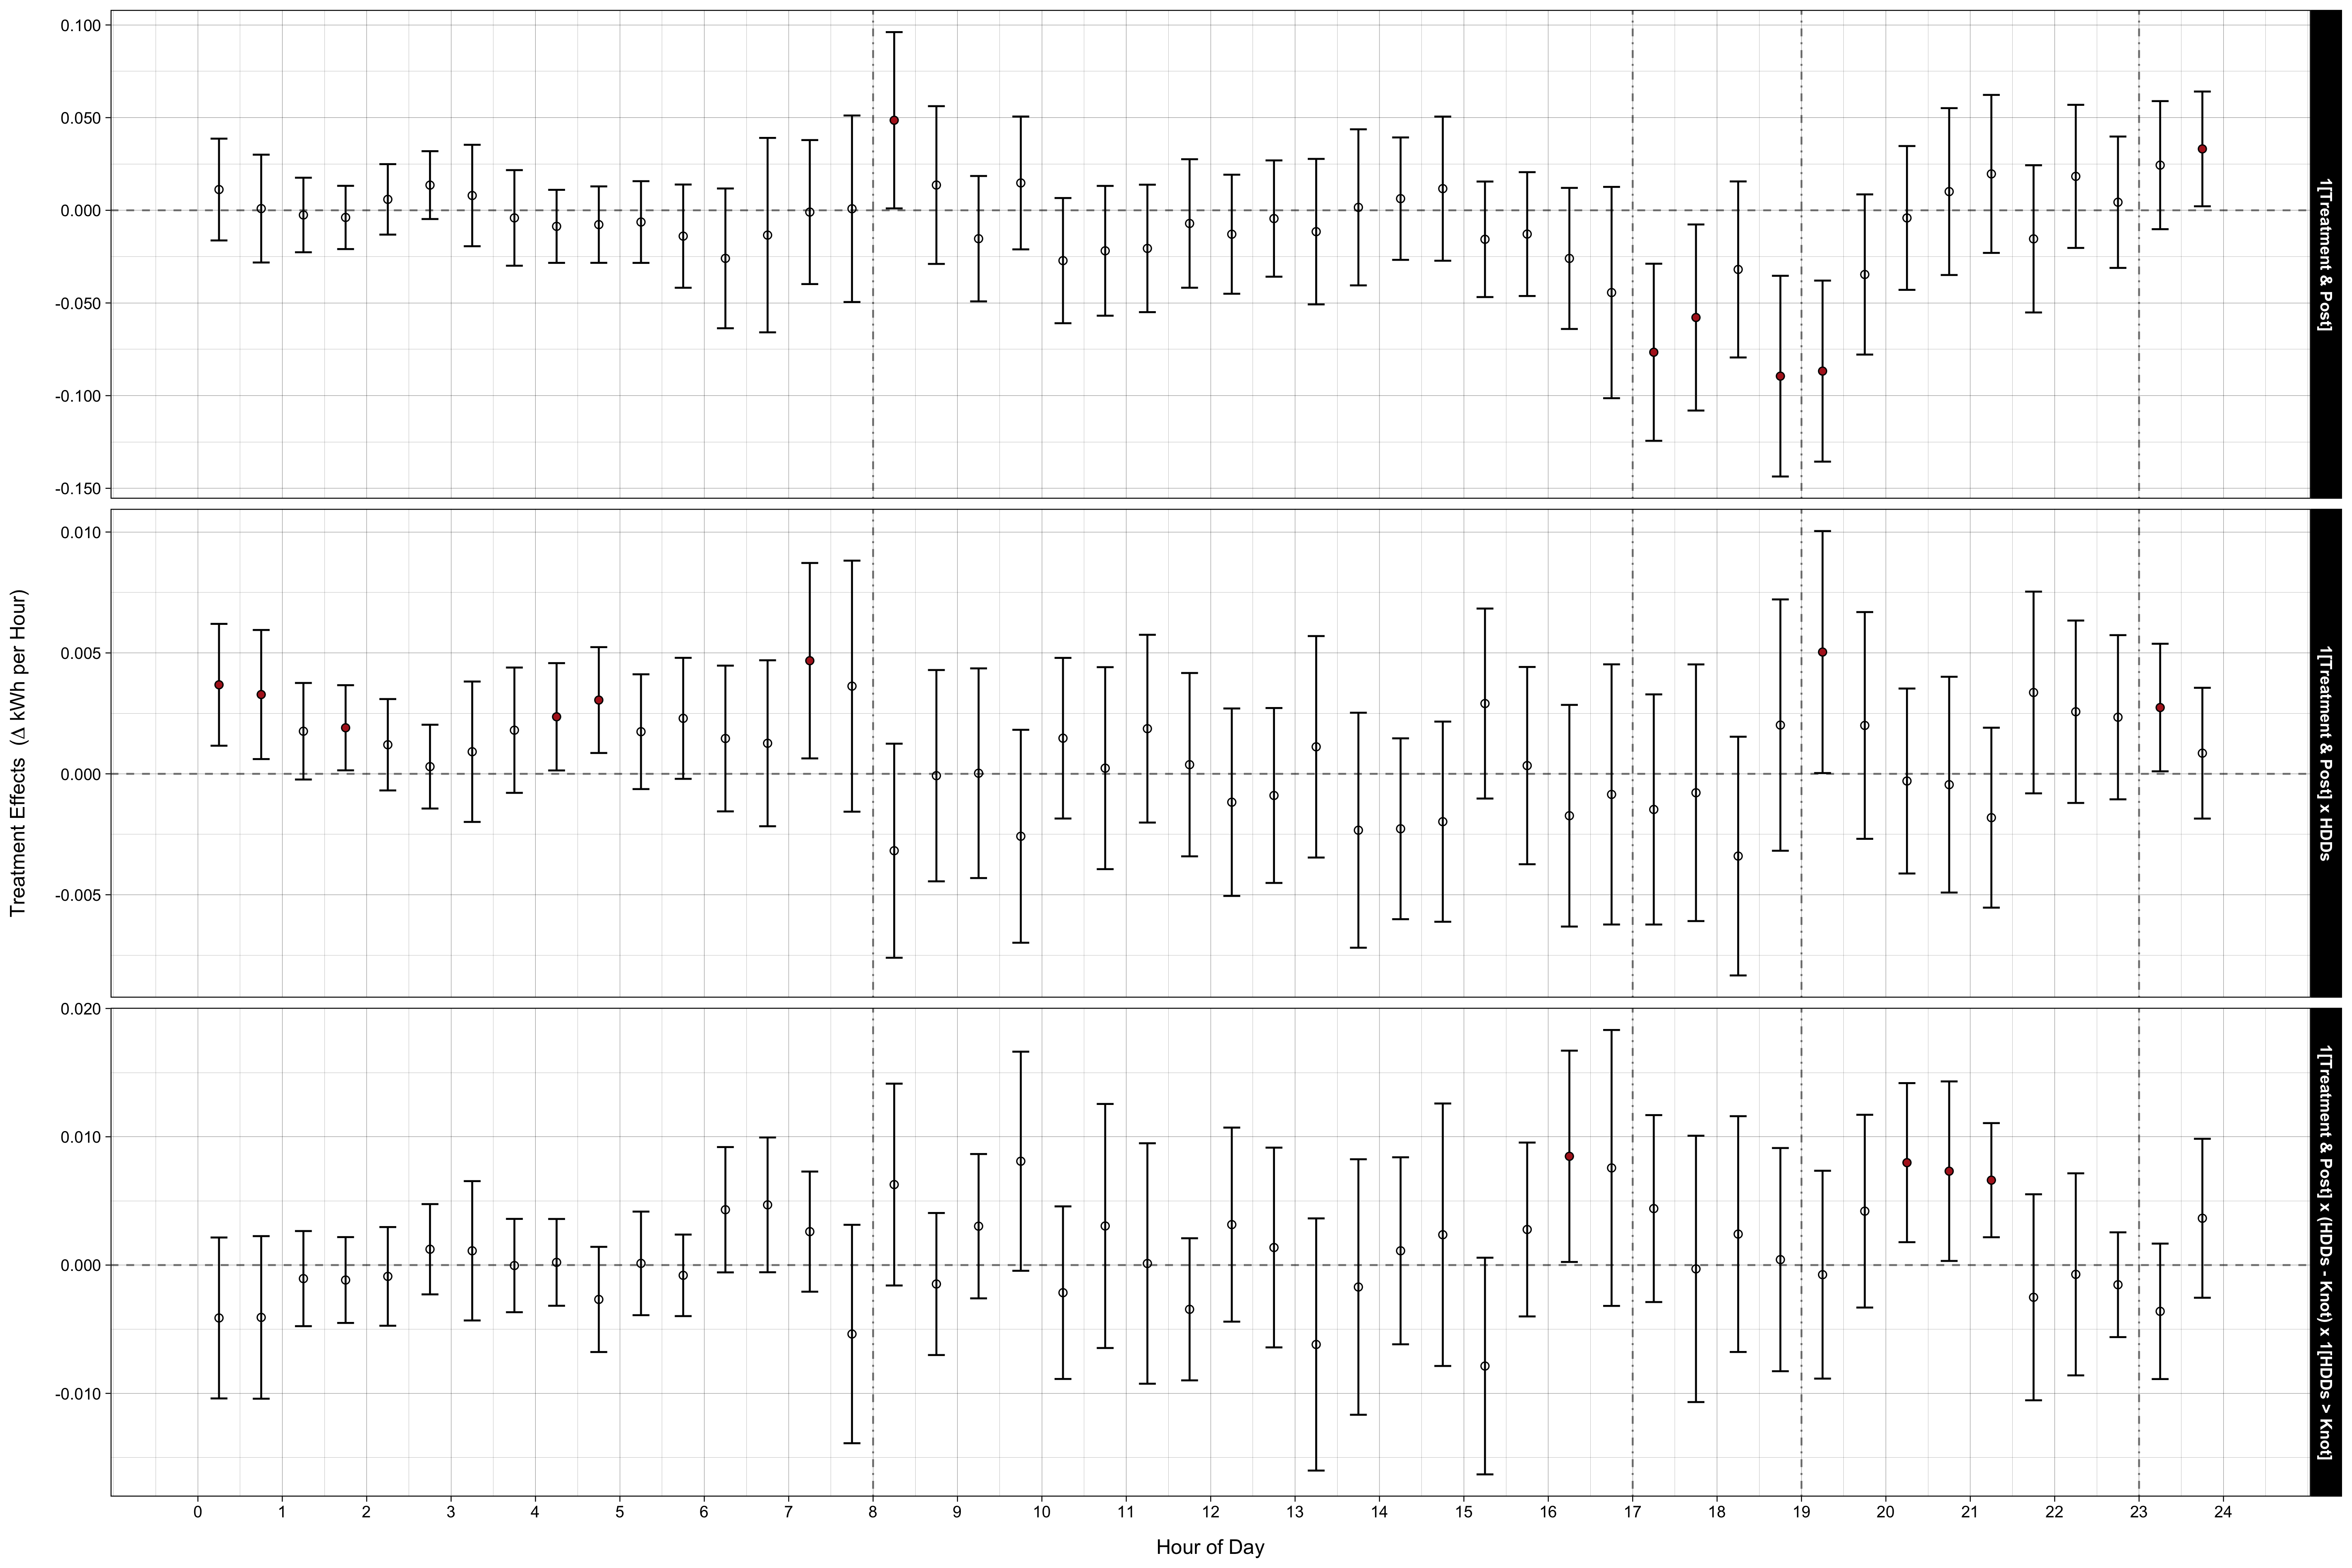 Treatment Effects (Δ kWh per Hour)
0.100
0.050
0.000
-0.050
-0.100
-0.150
1[Treatment & Post]
0.010
0.005
0.000
-0.005
1[Treatment & Post] x HDDs
0.020
0.010
0.000
-0.010
1[Treatment & Post] x (HDDs - Knot) x 1[HDDs > Knot]
0 1 2 3 4 5 6 7 8 9 10 11 12 13 14 15 16 17 18 19 20 21 22 23 24
Hour of Day